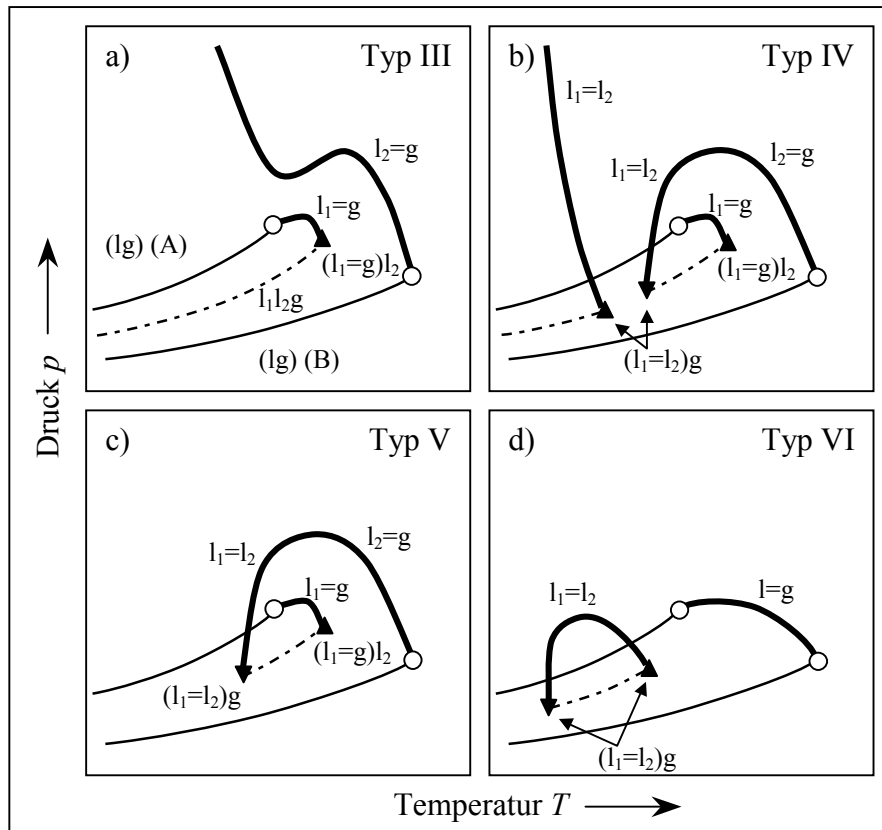 a) Typ III
l₂=g
l₁=g
(lg) (A)
(l₁=g)l₂
l₁l₂g
(lg) (B)
b) Typ IV
l₁=l₂
l₁=l₂
l₂=g
l₁=g
(l₁=g)l₂
(l₁=l₂)g
c) Typ V
l₁=l₂
l₂=g
l₁=g
(l₁=g)l₂
(l₁=l₂)g
d) Typ VI
l₁=l₂
l=g
(l₁=l₂)g
Druck p
Temperatur T